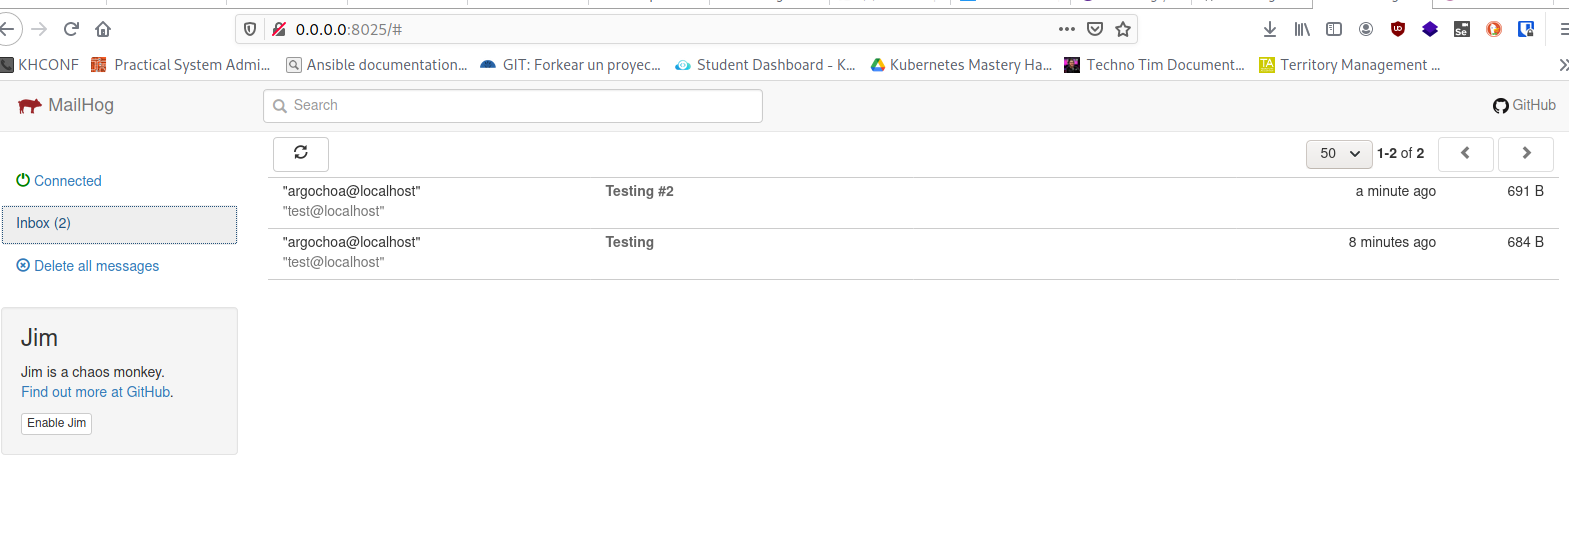 0.0.0.0:8025/#
KHCONF Practical System Admi... Ansible documentation... GIT: Forkear un proyec... Student Dashboard - K... Kubernetes Mastery Ha... Techno Tim Document... TA Territory Management ...
MailHog Search GitHub
50 1-2 of 2
Connected
Inbox (2)
Delete all messages
"argochoa@localhost" Testing #2 a minute ago 691 B
"test@localhost"
"argochoa@localhost" Testing 8 minutes ago 684 B
"test@localhost"
Jim
Jim is a chaos monkey.
Find out more at GitHub.
Enable Jim